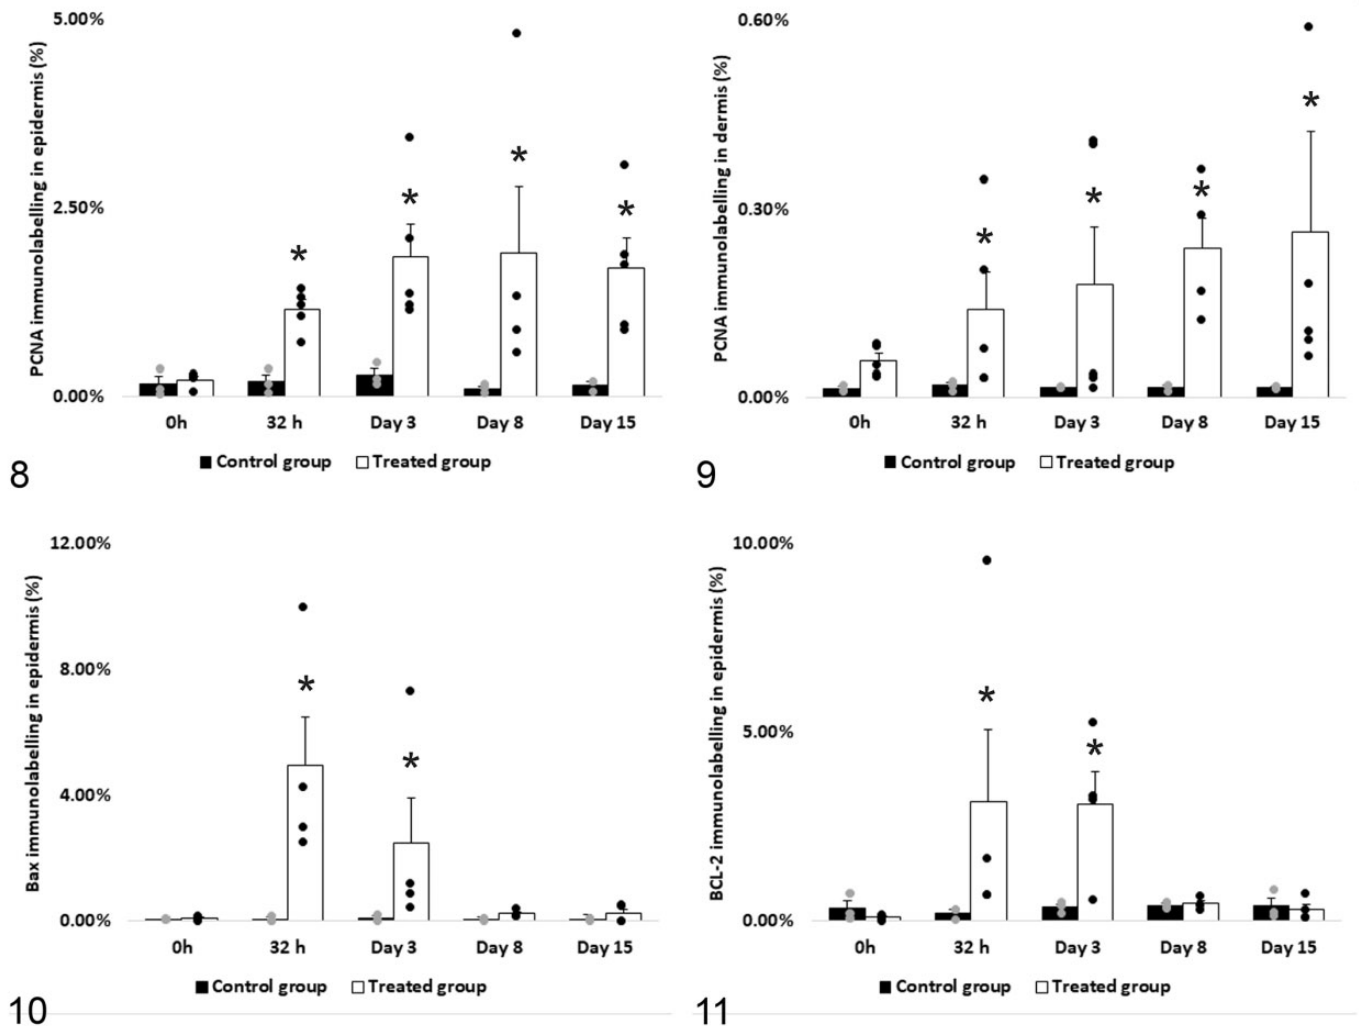 5.00%
2.50%
0.00%
PCNA immunolabelling in epidermis (%)
*
*
*
*
0h 32 h Day 3 Day 8 Day 15
Control group Treated group
8
0.60%
0.30%
0.00%
PCNA immunolabelling in dermis (%)
*
*
*
*
0h 32 h Day 3 Day 8 Day 15
Control group Treated group
9
12.00%
8.00%
4.00%
0.00%
Bax immunolabelling in epidermis (%)
*
*
0h 32 h Day 3 Day 8 Day 15
Control group Treated group
10
10.00%
5.00%
0.00%
BCL-2 immunolabelling in epidermis (%)
*
*
0h 32 h Day 3 Day 8 Day 15
Control group Treated group
11